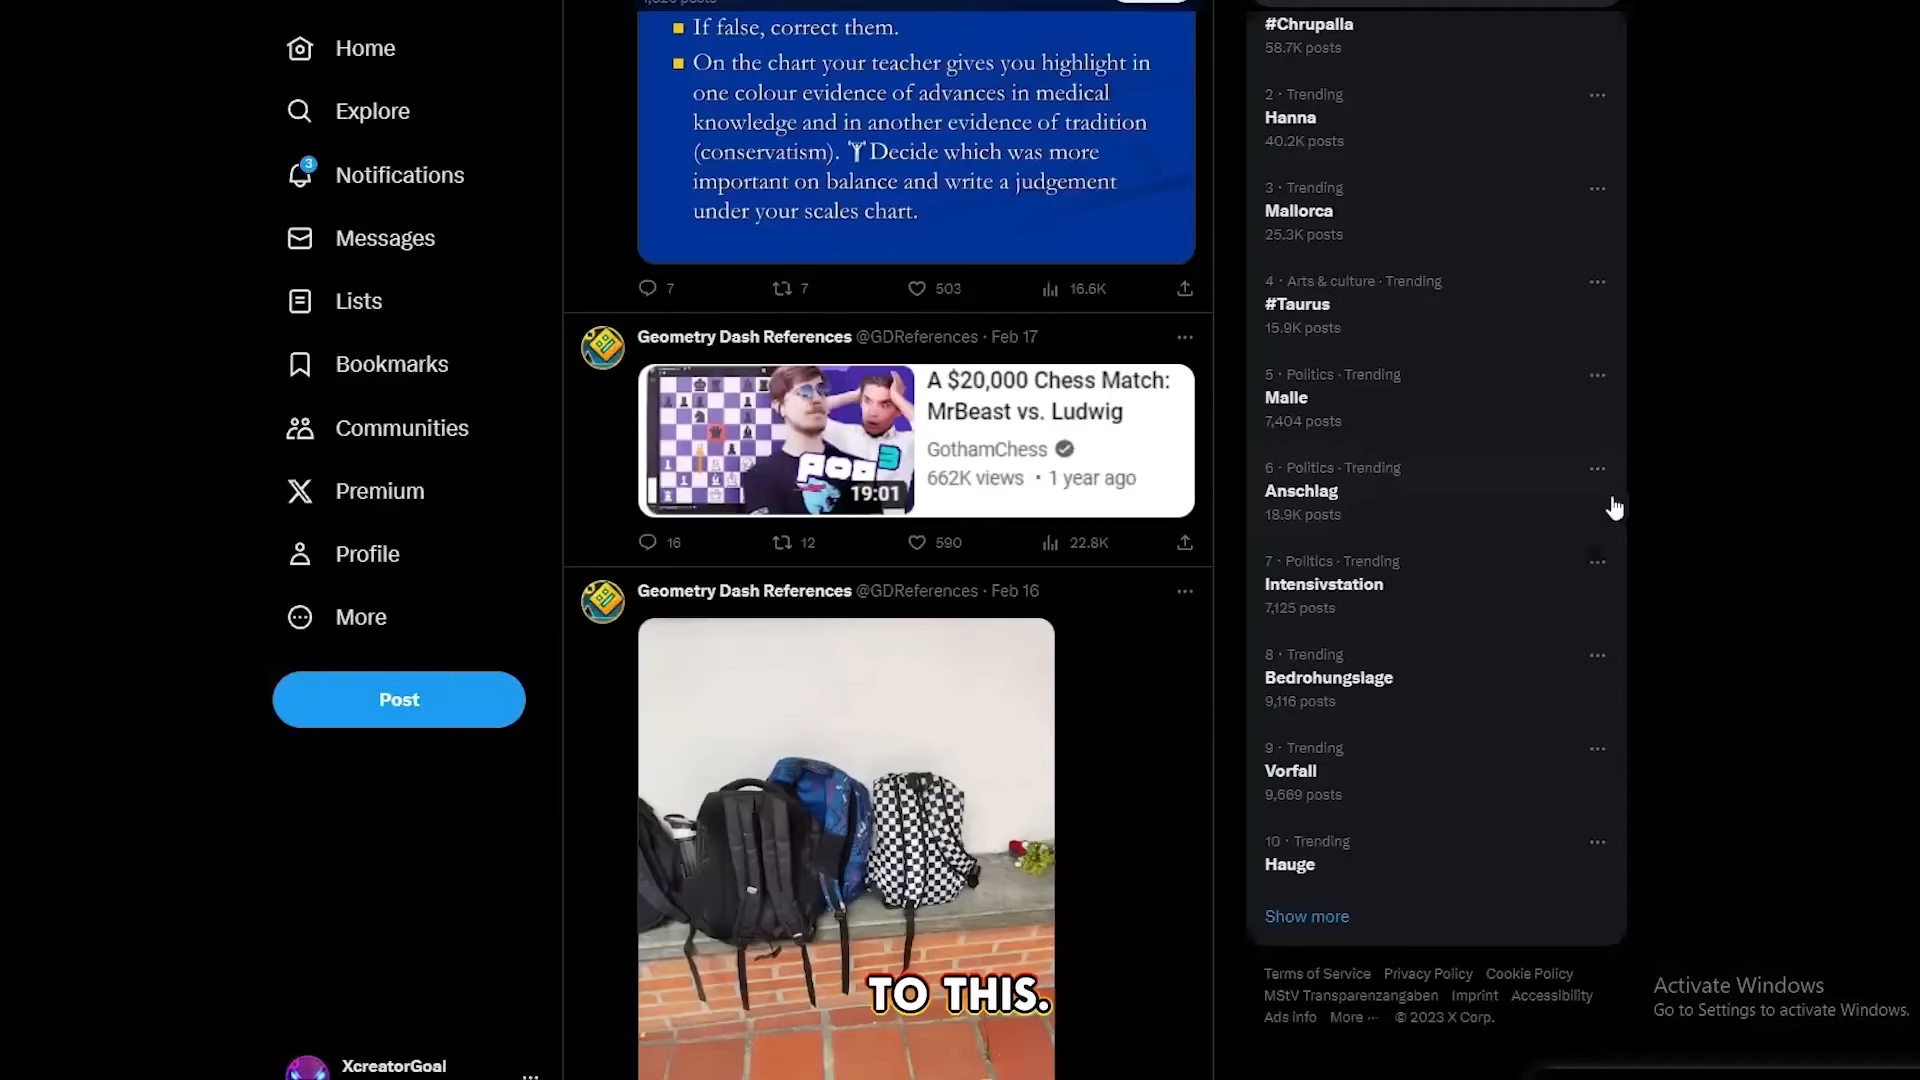 Home
Explore
3
Notifications
Messages
Lists
Bookmarks
Communities
Premium
Profile
More
Post
XcreatorGoal
If false, correct them.
On the chart your teacher gives you highlight in
one colour evidence of advances in medical
knowledge and in another evidence of tradition
(conservatism). Decide which was more
important on balance and write a judgement
under your scales chart.
7 7 503 16.6K
Geometry Dash References @GDReferences · Feb 17
A $20,000 Chess Match:
MrBeast vs. Ludwig
GothamChess
662K views • 1 year ago
19:01
16 12 590 22.8K
Geometry Dash References @GDReferences · Feb 16
TO THIS.
#Chrupalla
58.7K posts
2 · Trending
Hanna
40.2K posts
3 · Trending
Mallorca
25.3K posts
4 · Arts & culture · Trending
#Taurus
15.9K posts
5 · Politics · Trending
Malle
7,404 posts
6 · Politics · Trending
Anschlag
18.9K posts
7 · Politics · Trending
Intensivstation
7,125 posts
8 · Trending
Bedrohungslage
9,116 posts
9 · Trending
Vorfall
9,669 posts
10 · Trending
Hauge
Show more
Terms of Service Privacy Policy Cookie Policy
MStV Transparenzangaben Imprint Accessibility
Ads info More ··· © 2023 X Corp.
Activate Windows
Go to Settings to activate Windows.